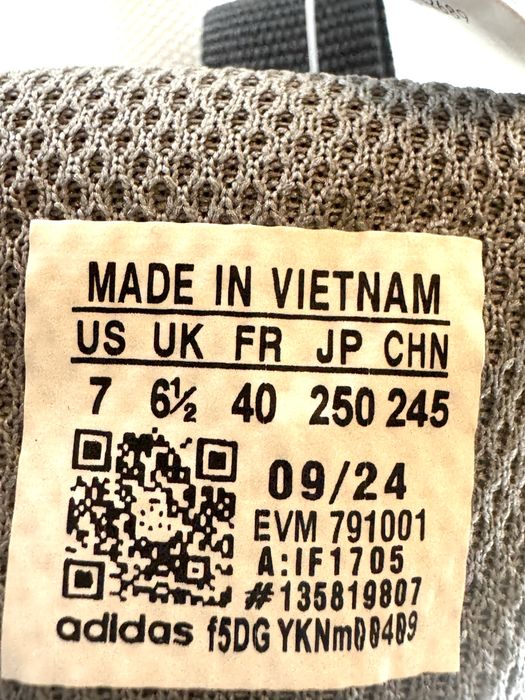 MADE IN VIETNAM
US UK FR JP CHN
7 6½ 40 250 245
09/24
EVM 791001
A:IF1705
#135819807
adidas f5DG YKNm00409